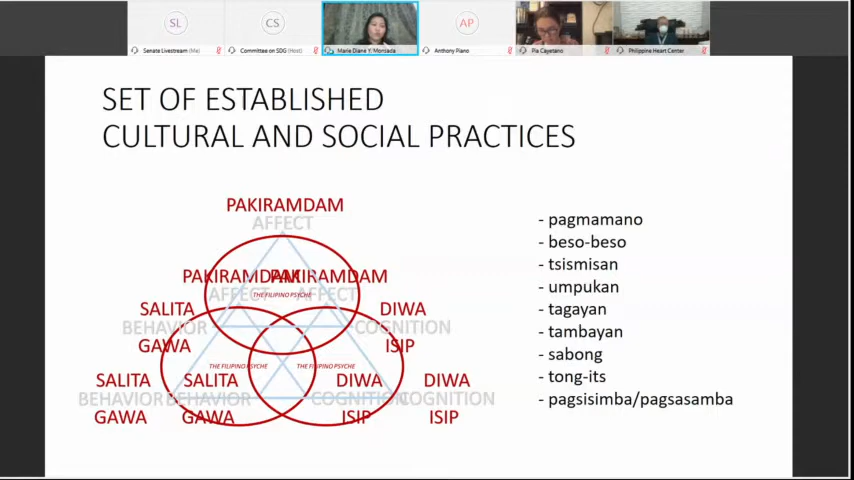 SL
CS
AP
Senate Livestream (Me)
Committee on SDG (Host)
Marie Diane Y. Monsada
Anthony Piano
Pia Cayetano
Philippine Heart Center
SET OF ESTABLISHED
CULTURAL AND SOCIAL PRACTICES
PAKIRAMDAM
AFFECT
PAKIRAMDAM PAKIRAMDAM
AFFECT THE FILIPINO PSYCHE AFFECT
SALITA DIWA
BEHAVIOR COGNITION
GAWA ISIP
THE FILIPINO PSYCHE THE FILIPINO PSYCHE
SALITA SALITA DIWA DIWA
BEHAVIOR BEHAVIOR COGNITION COGNITION
GAWA GAWA ISIP ISIP
- pagmamano
- beso-beso
- tsismisan
- umpukan
- tagayan
- tambayan
- sabong
- tong-its
- pagsisimba/pagsasamba